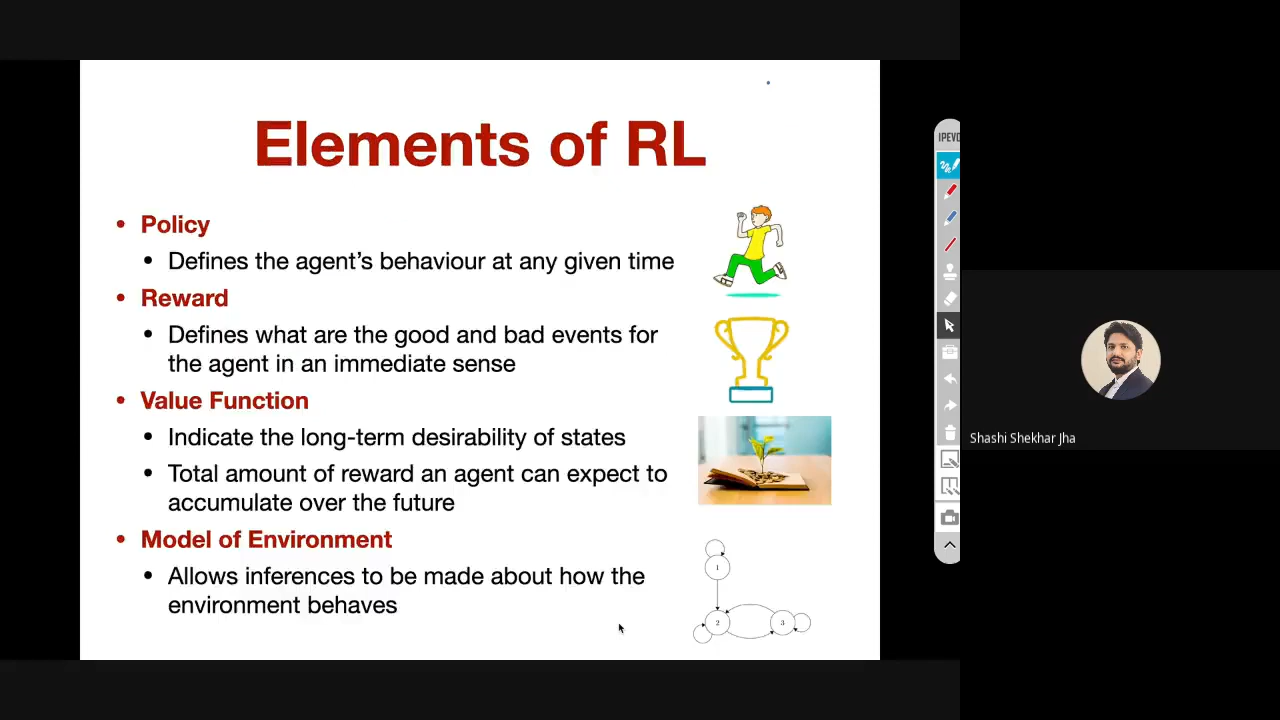 Elements of RL
• Policy
• Defines the agent's behaviour at any given time
• Reward
• Defines what are the good and bad events for
the agent in an immediate sense
• Value Function
• Indicate the long-term desirability of states
• Total amount of reward an agent can expect to
accumulate over the future
• Model of Environment
• Allows inferences to be made about how the
environment behaves
1
2
3
IPEVO
Shashi Shekhar Jha